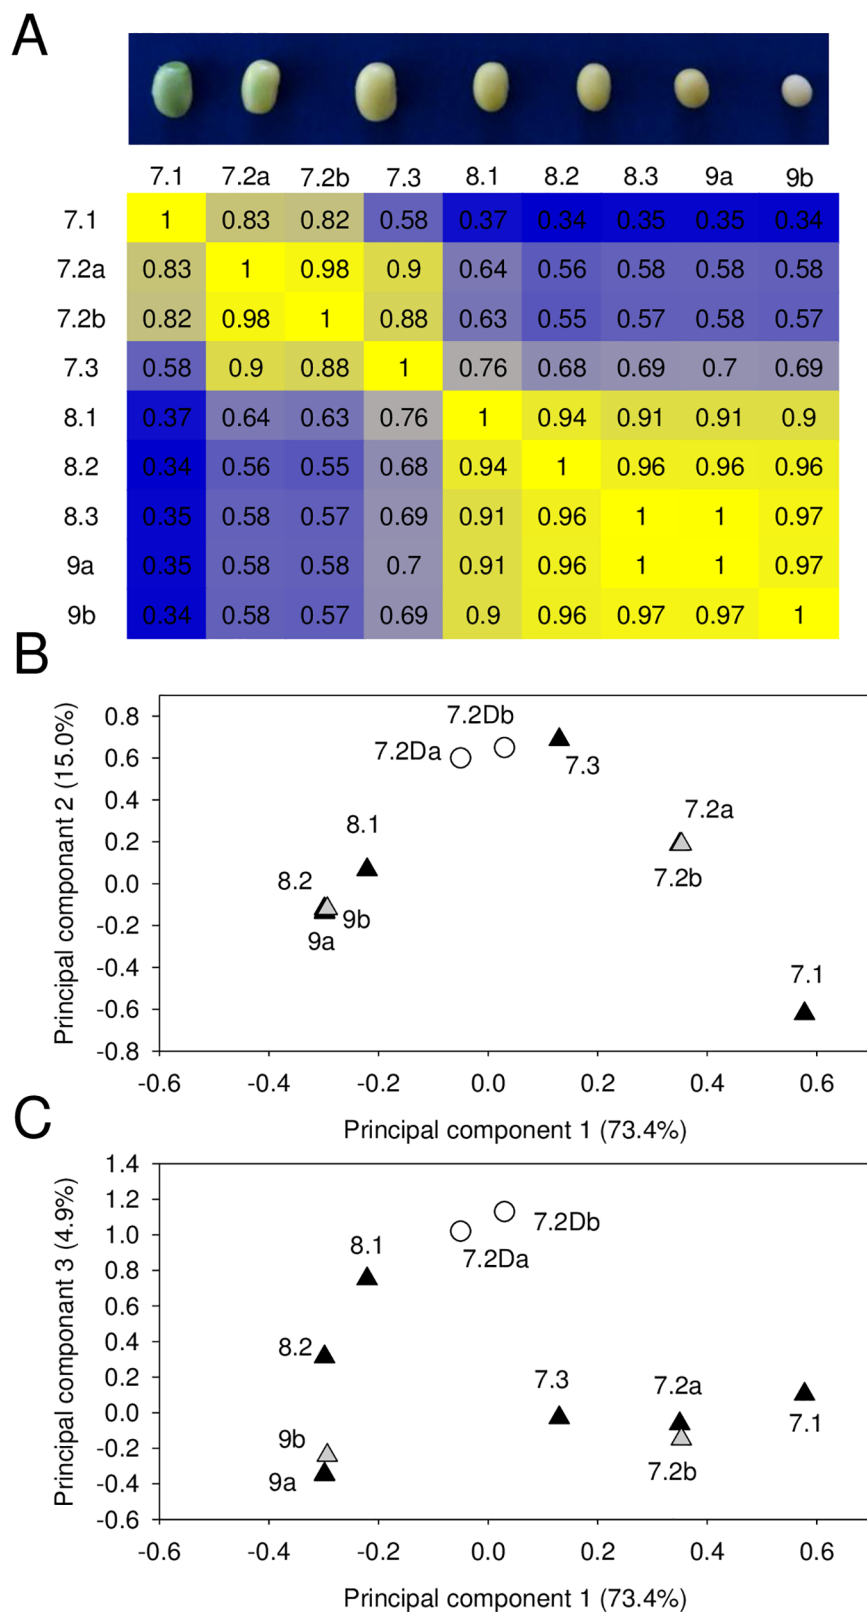 A
7.1 7.2a 7.2b 7.3 8.1 8.2 8.3 9a 9b
7.1 1 0.83 0.82 0.58 0.37 0.34 0.35 0.35 0.34
7.2a 0.83 1 0.98 0.9 0.64 0.56 0.58 0.58 0.58
7.2b 0.82 0.98 1 0.88 0.63 0.55 0.57 0.58 0.57
7.3 0.58 0.9 0.88 1 0.76 0.68 0.69 0.7 0.69
8.1 0.37 0.64 0.63 0.76 1 0.94 0.91 0.91 0.9
8.2 0.34 0.56 0.55 0.68 0.94 1 0.96 0.96 0.96
8.3 0.35 0.58 0.57 0.69 0.91 0.96 1 1 0.97
9a 0.35 0.58 0.58 0.7 0.91 0.96 1 1 0.97
9b 0.34 0.58 0.57 0.69 0.9 0.96 0.97 0.97 1
B
Principal componant 2 (15.0%)
0.8
0.6
0.4
0.2
0.0
-0.2
-0.4
-0.6
-0.8
7.2Db
7.2Da
7.3
7.2a
8.1
8.2
7.2b
9b
9a
7.1
-0.6 -0.4 -0.2 0.0 0.2 0.4 0.6
Principal component 1 (73.4%)
C
Principal componant 3 (4.9%)
1.4
1.2
1.0
0.8
0.6
0.4
0.2
0.0
-0.2
-0.4
-0.6
7.2Db
8.1
7.2Da
8.2
7.3
7.2a
7.1
9b
7.2b
9a
-0.6 -0.4 -0.2 0.0 0.2 0.4 0.6
Principal component 1 (73.4%)